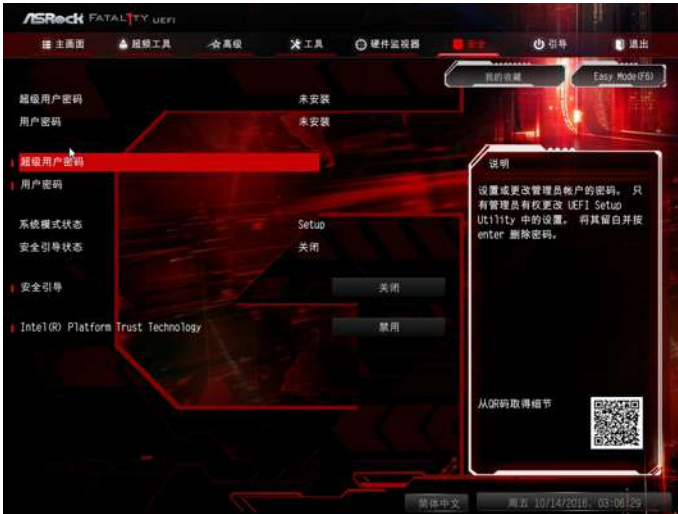 ASRock FATAL1TY UEFI
主画面 超频工具 高级 工具 硬件监视器 安全 引导 退出
我的收藏 Easy Mode(F6)
超级用户密码 未安装
用户密码 未安装
超级用户密码
用户密码
系统模式状态 Setup
安全引导状态 关闭
安全引导 关闭
Intel(R) Platform Trust Technology 禁用
说明
设置或更改管理员帐户的密码。 只
有管理员有权更改 UEFI Setup
Utility 中的设置。 将其留白并按
enter 删除密码。
从QR码取得细节
简体中文 周五 10/14/2016. 03:06:29